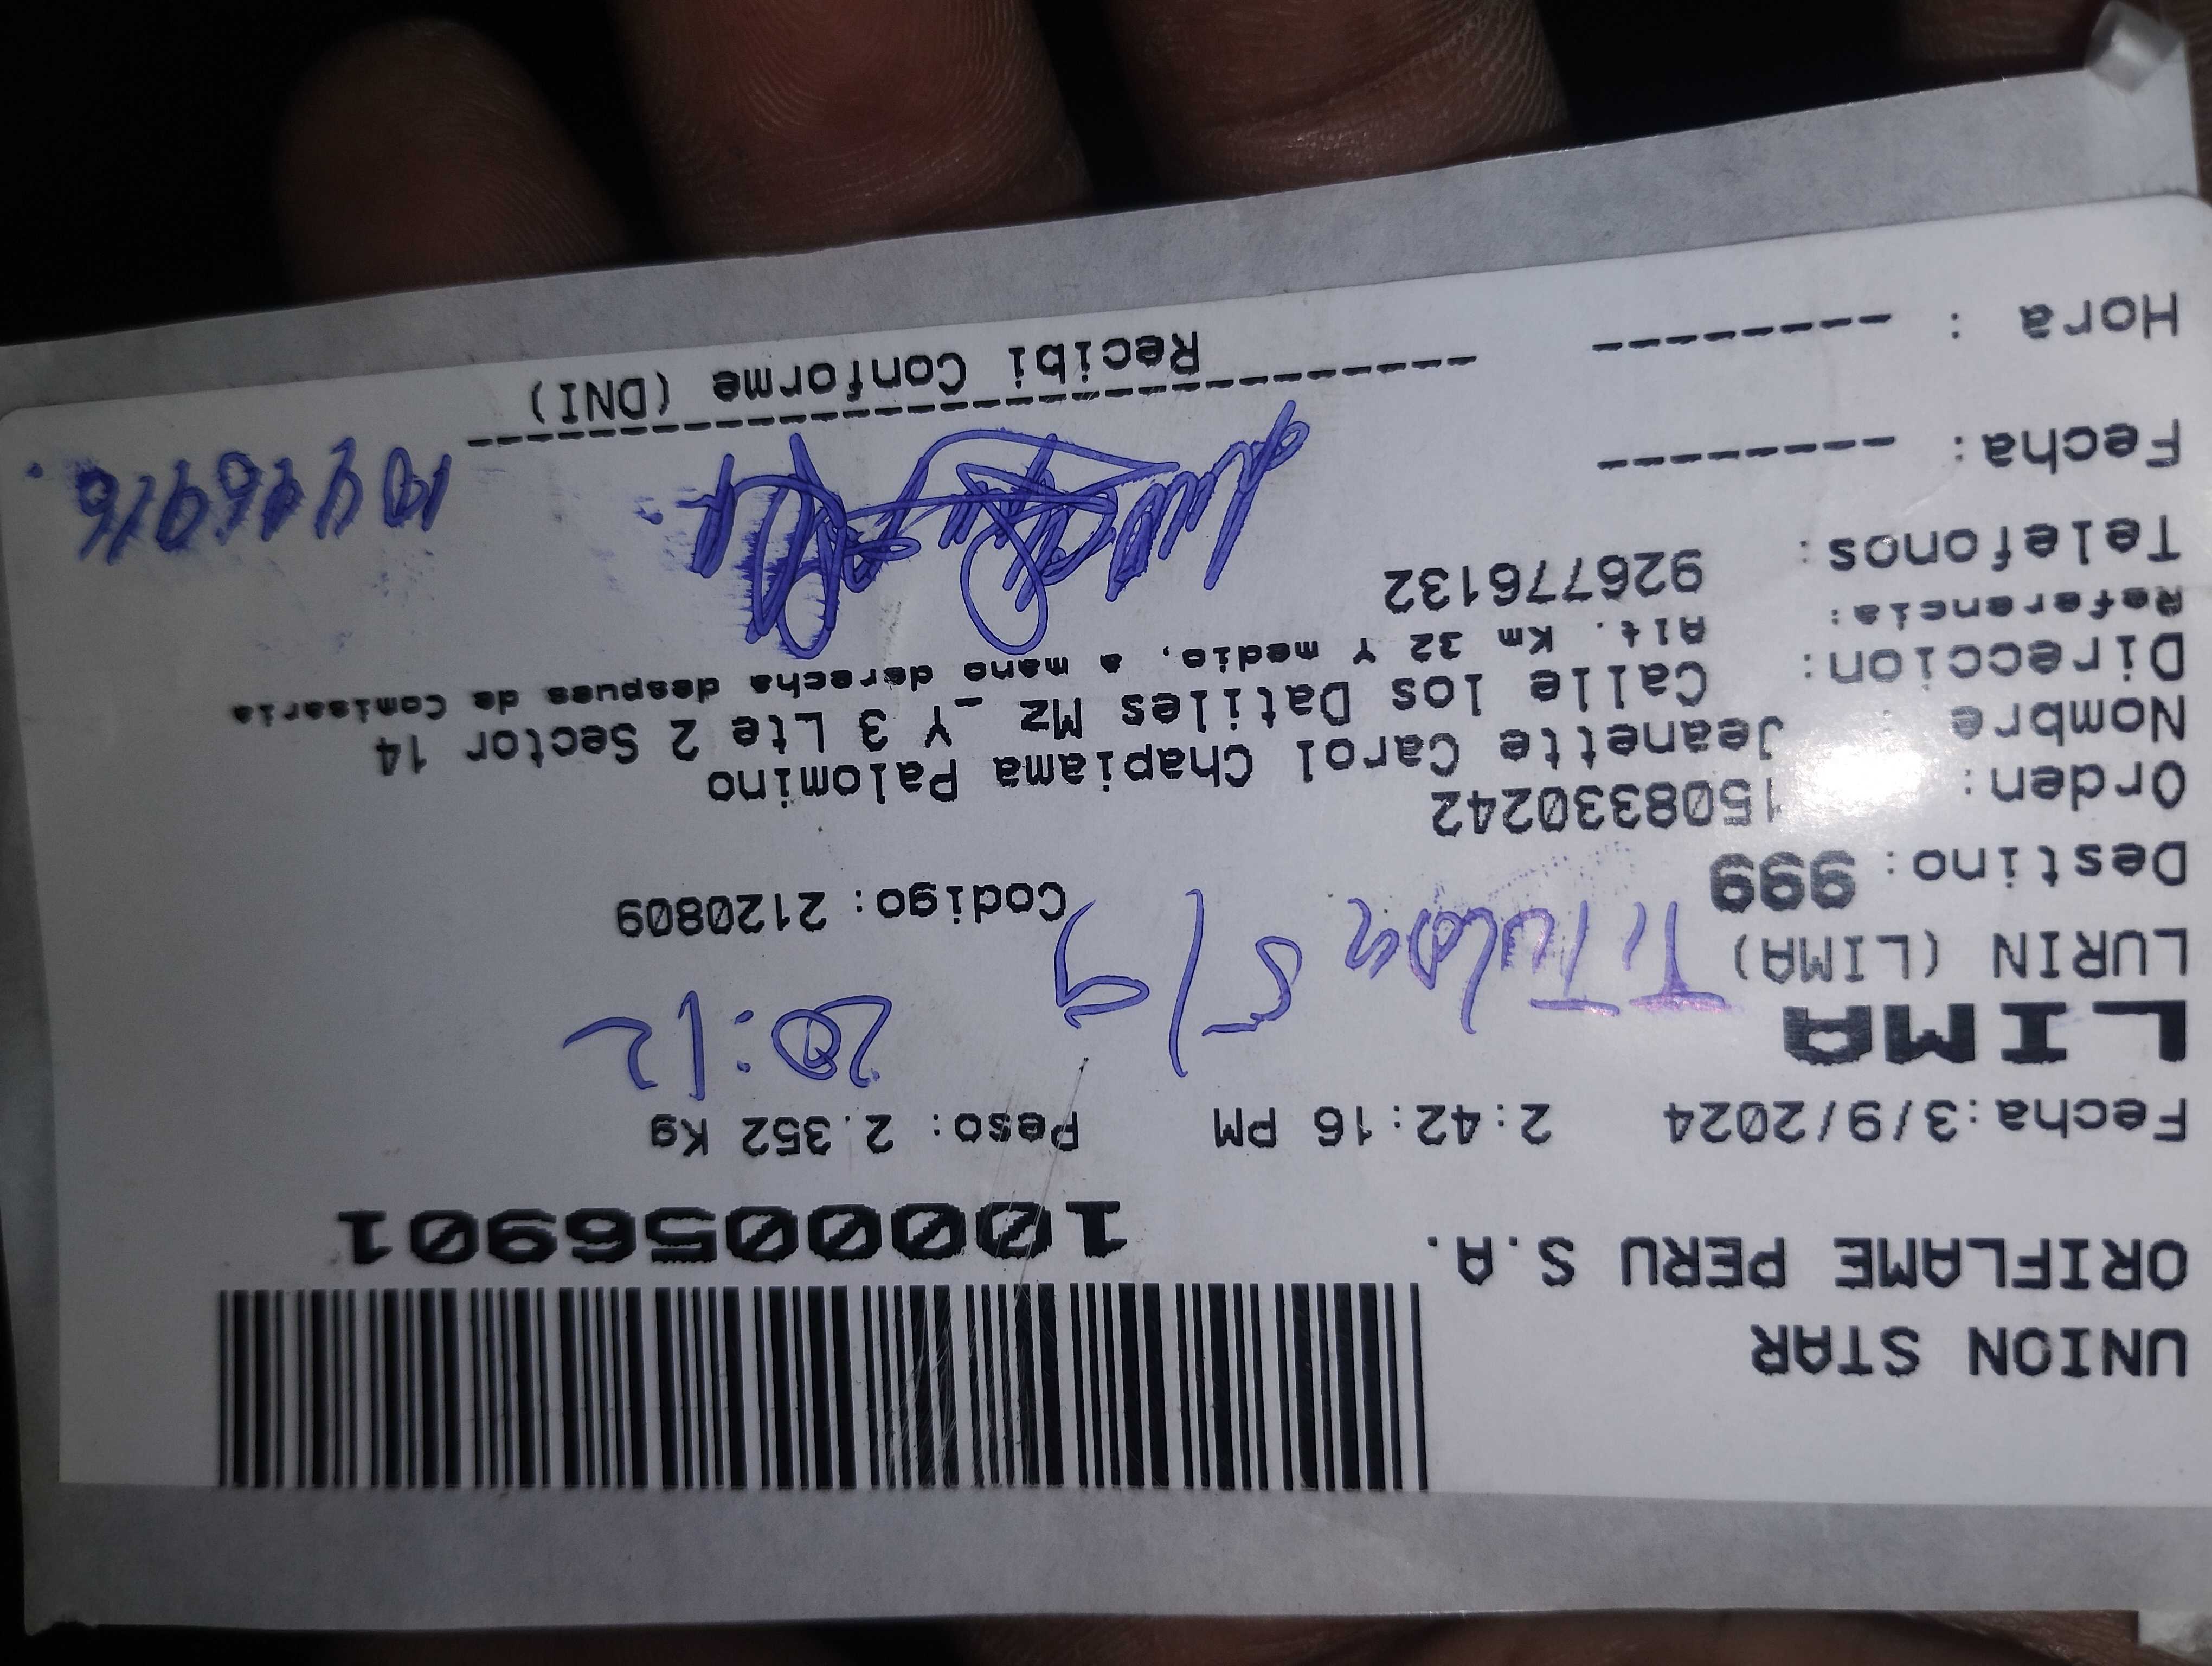 UNION STAR
ORIFLAME PERU S.A.
1000056901
Fecha:3/9/2024 2:42:16 PM Peso: 2.352 Kg
LIMA
20:12
LURIN (LIMA)
Titular 5/9
Destino: 999 Codigo: 2120809
Orden: 1508330242
Nombre Jeanette Carol Chapiama Palomino
Direccion: Calle los Datiles Mz _ Y 3 Lte 2 Sector 14
Referencia: Alt. Km 32 Y medio, a mano derecha despues de Comisaria
Telefonos: 926776132
Fecha: --------
Hora : --------
Recibi Conforme (DNI)